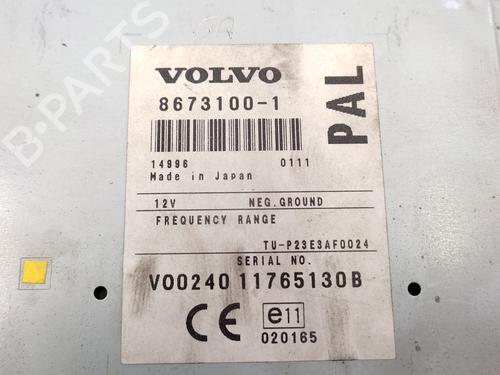 VOLVO
8673100-1
PAL
14996 0111
Made in Japan
12V NEG.GROUND
FREQUENCY RANGE
TU-P23E3AF0024
SERIAL NO.
V00240 11765130B
CE e11
020165
B-PARTS